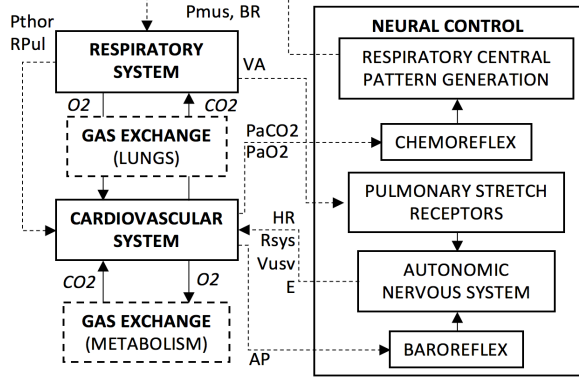 Pmus, BR
Pthor
RPul
RESPIRATORY
SYSTEM
VA
O2
CO2
GAS EXCHANGE
(LUNGS)
PaCO2
PaO2
CARDIOVASCULAR
SYSTEM
HR
Rsys
Vusv
E
CO2
O2
GAS EXCHANGE
(METABOLISM)
AP
NEURAL CONTROL
RESPIRATORY CENTRAL
PATTERN GENERATION
CHEMOREFLEX
PULMONARY STRETCH
RECEPTORS
AUTONOMIC
NERVOUS SYSTEM
BAROREFLEX